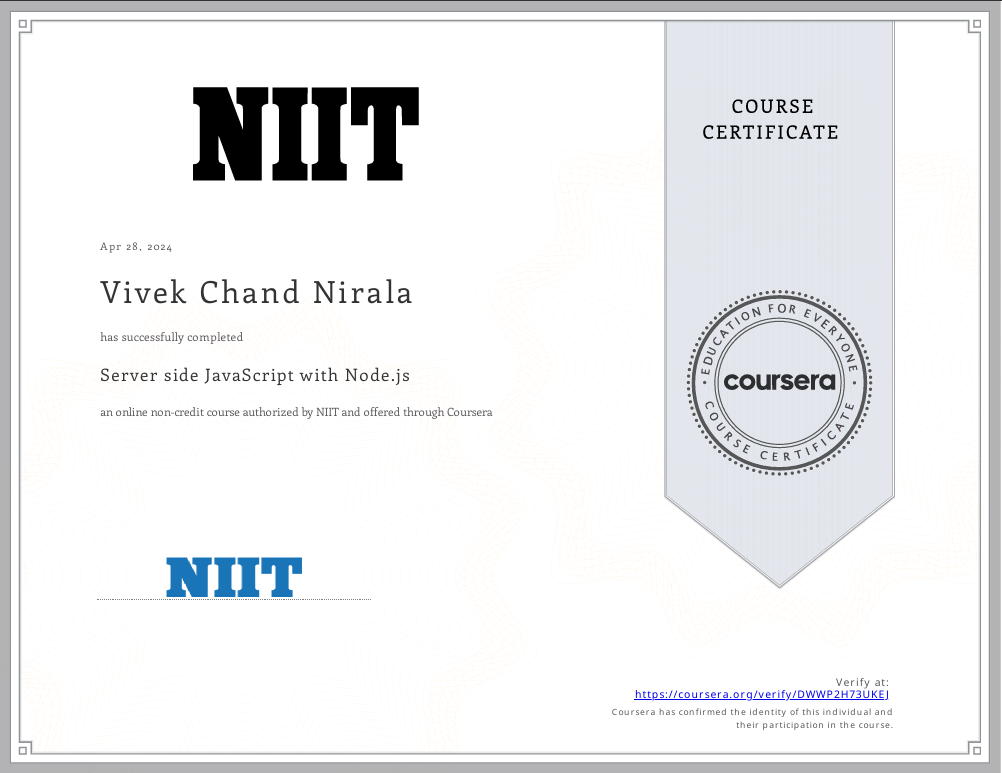 NIIT
COURSE
CERTIFICATE
Apr 28, 2024
Vivek Chand Nirala
has successfully completed
Server side JavaScript with Node.js
an online non-credit course authorized by NIIT and offered through Coursera
EDUCATION FOR EVERYONE
coursera
COURSE CERTIFICATE
NIIT
Verify at:
https://coursera.org/verify/DWWP2H73UKEJ
Coursera has confirmed the identity of this individual and
their participation in the course.